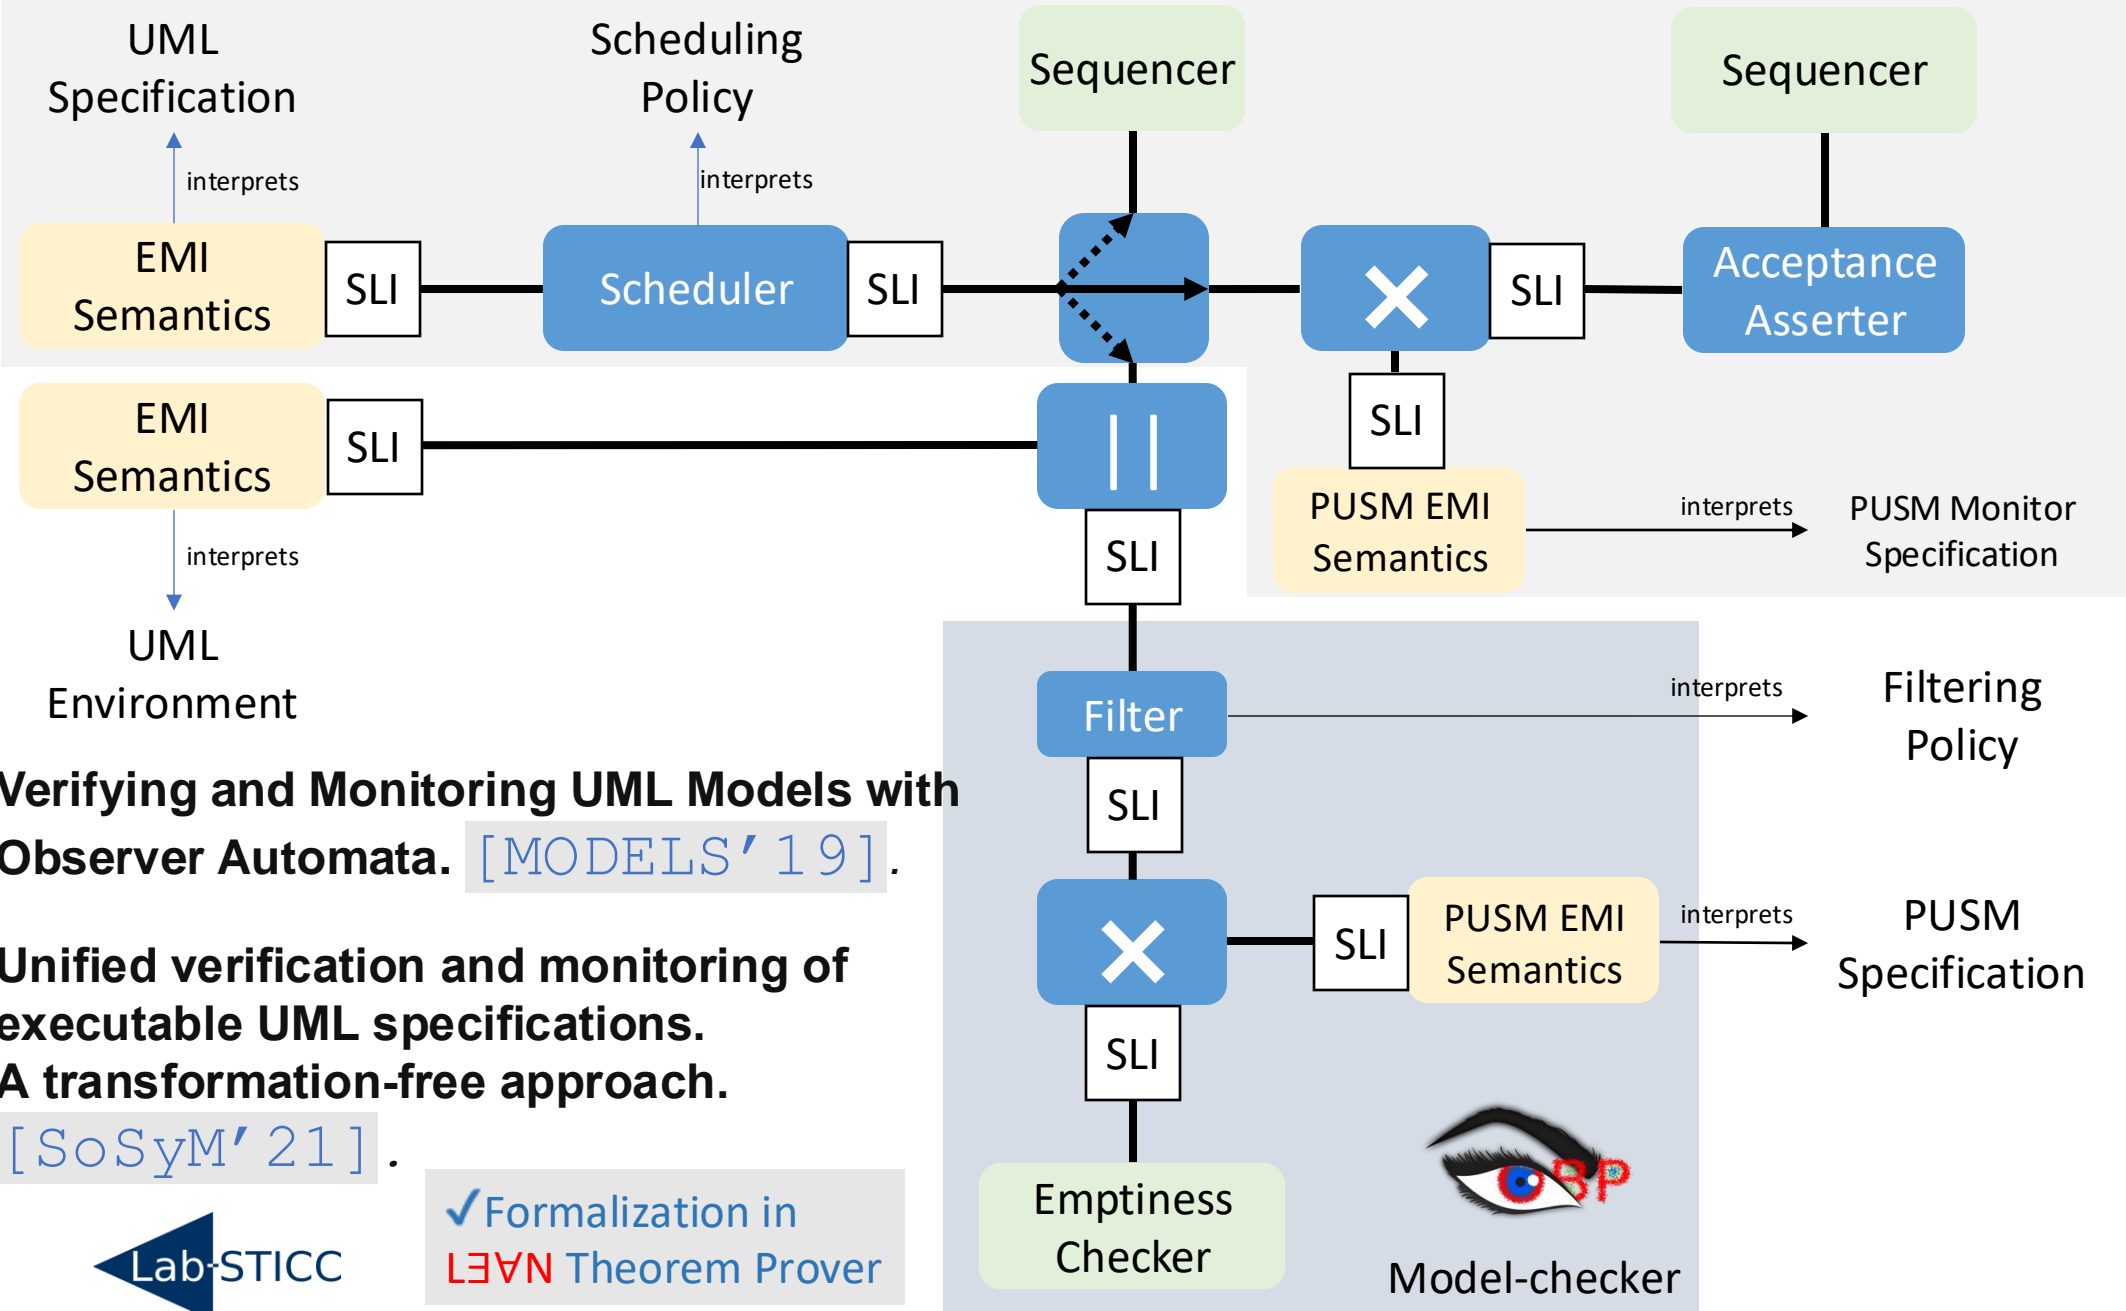 UML
Specification
Scheduling
Policy
Sequencer
Sequencer
interprets
interprets
EMI
Semantics
SLI
Scheduler
SLI
×
SLI
Acceptance
Asserter
EMI
Semantics
SLI
||
SLI
PUSM EMI
Semantics
interprets
PUSM Monitor
Specification
interprets
SLI
UML
Environment
Filter
interprets
Filtering
Policy
SLI
Verifying and Monitoring UML Models with
Observer Automata. [MODELS'19].
×
SLI
PUSM EMI
Semantics
interprets
PUSM
Specification
Unified verification and monitoring of
executable UML specifications.
A transformation-free approach.
[SoSyM'21].
SLI
BP
Emptiness
Checker
Model-checker
✓Formalization in
L∃∀N Theorem Prover
Lab-STICC